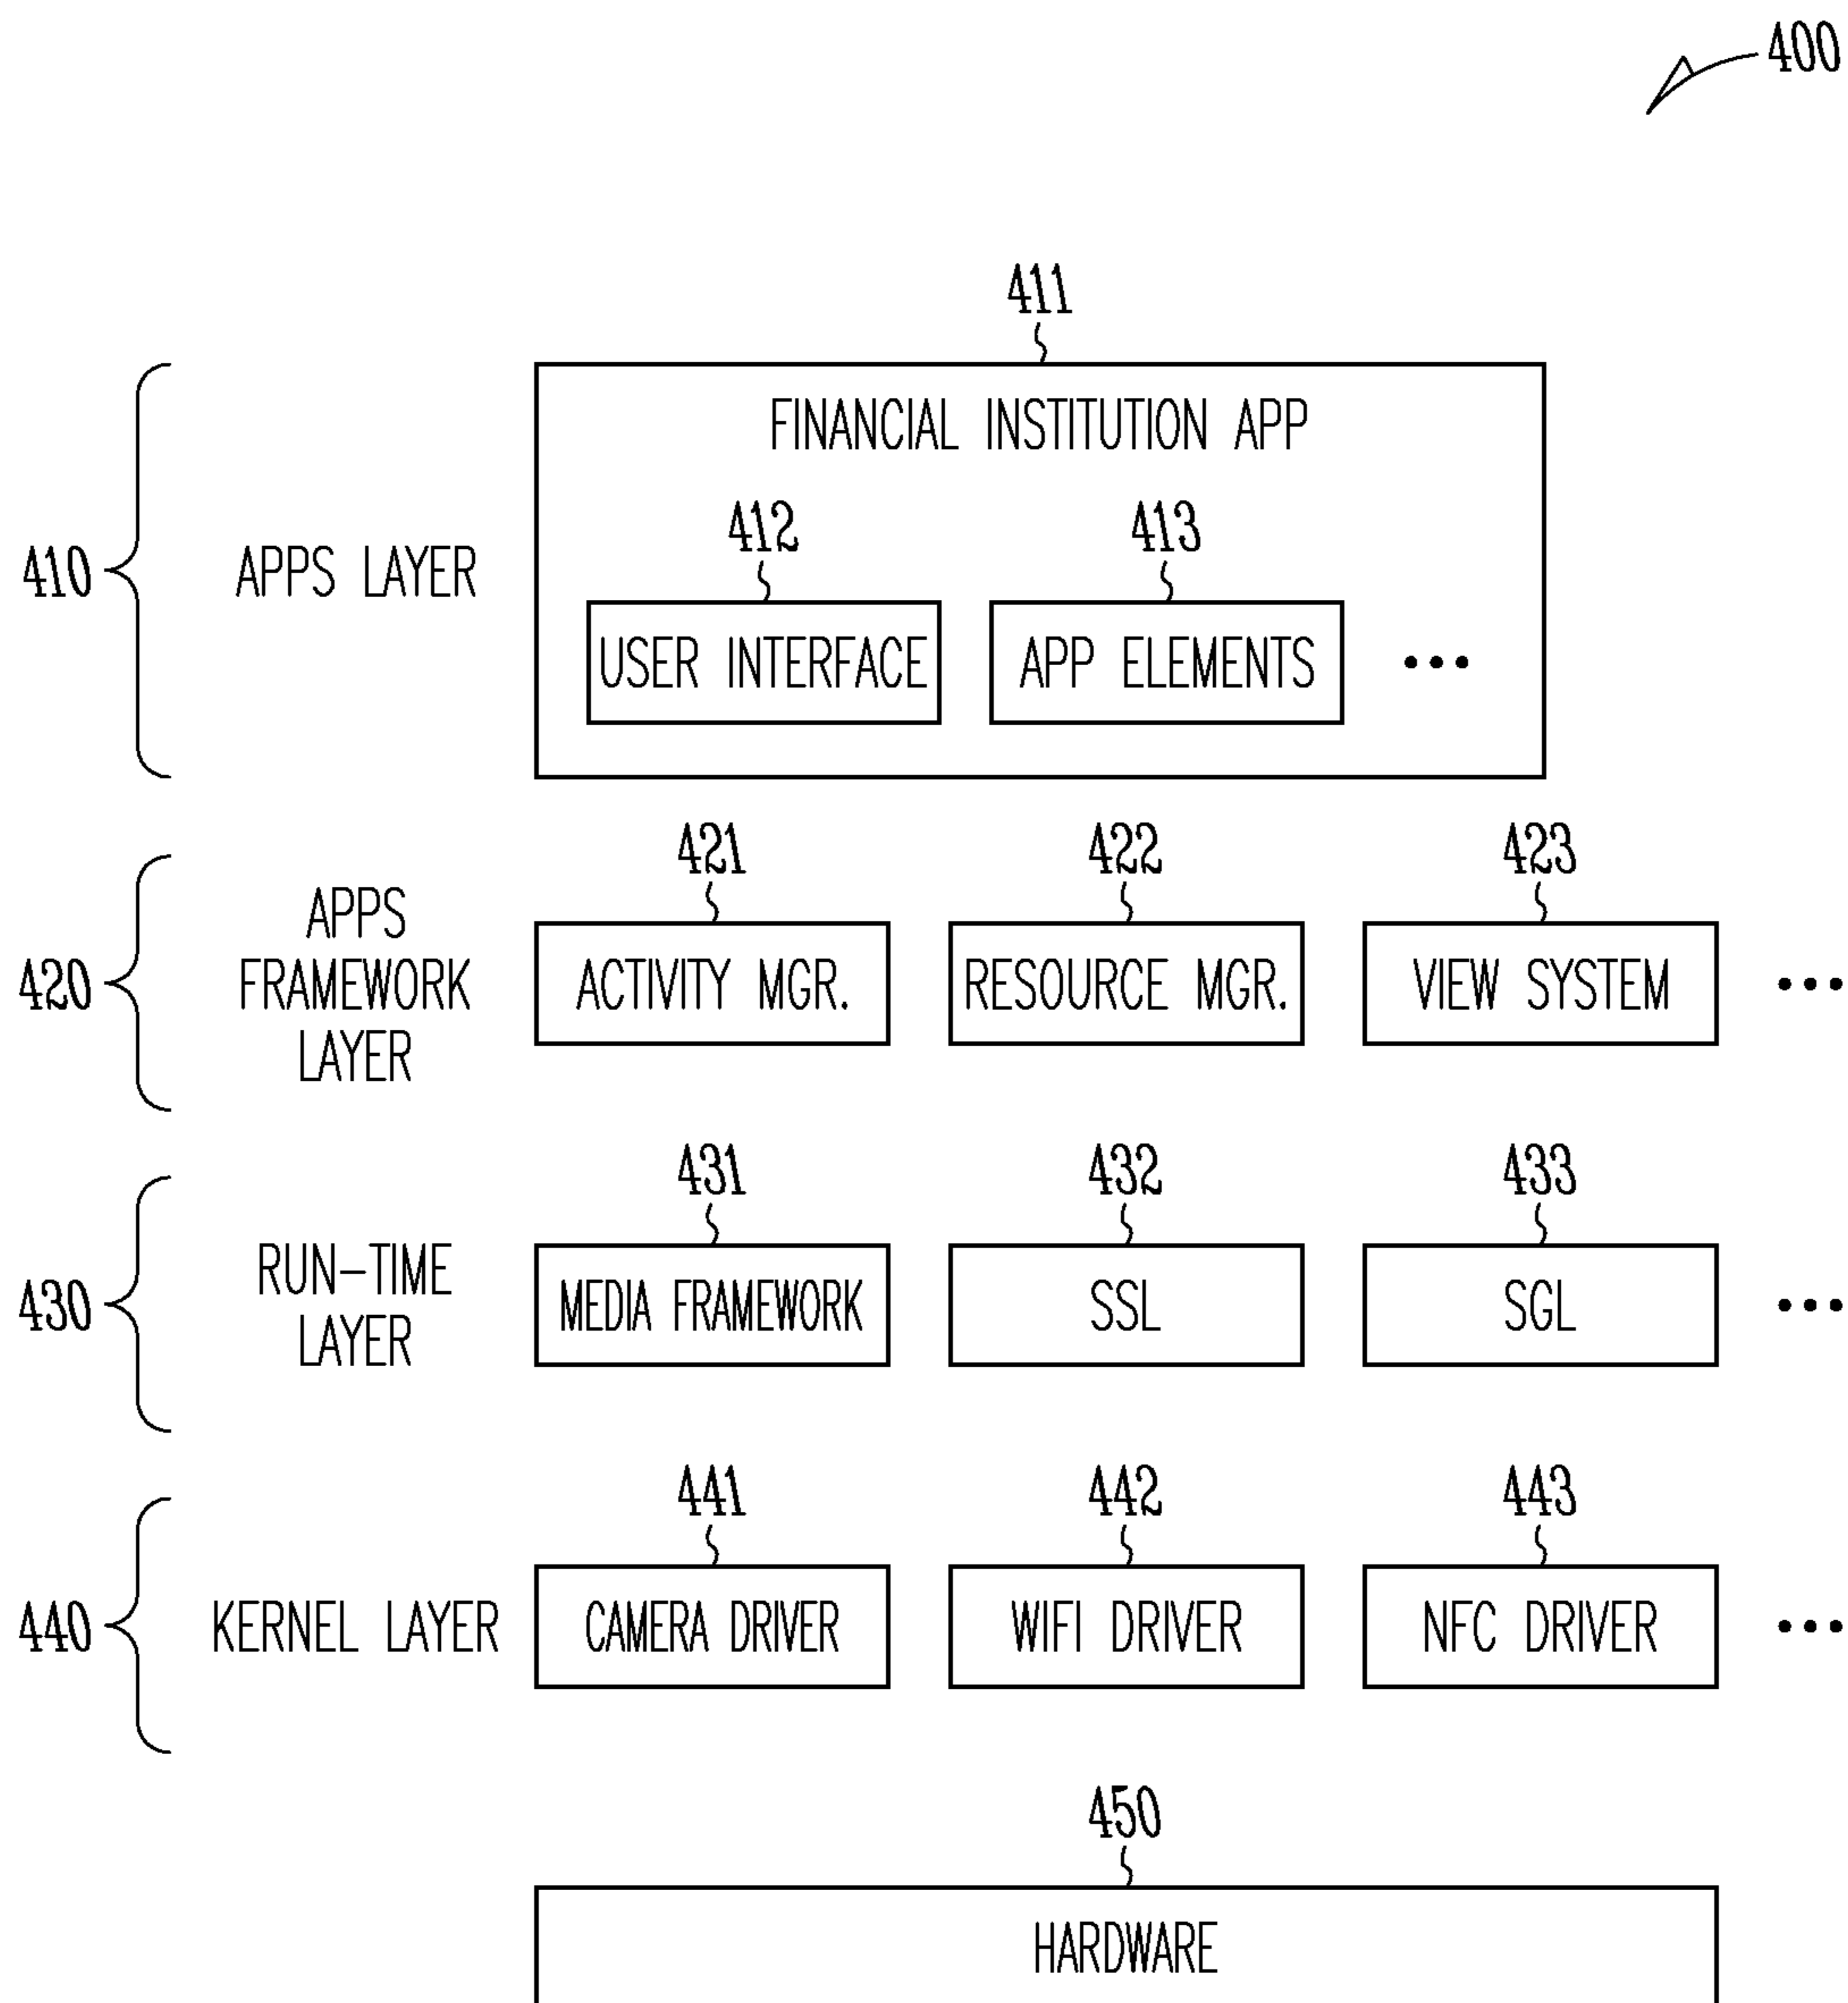 400
411
FINANCIAL INSTITUTION APP
412 413
410 APPS LAYER
USER INTERFACE APP ELEMENTS •••
421 422 423
APPS
420 FRAMEWORK ACTIVITY MGR. RESOURCE MGR. VIEW SYSTEM •••
LAYER
431 432 433
RUN-TIME
430 MEDIA FRAMEWORK SSL SGL •••
LAYER
441 442 443
440 KERNEL LAYER CAMERA DRIVER WIFI DRIVER NFC DRIVER •••
450
HARDWARE